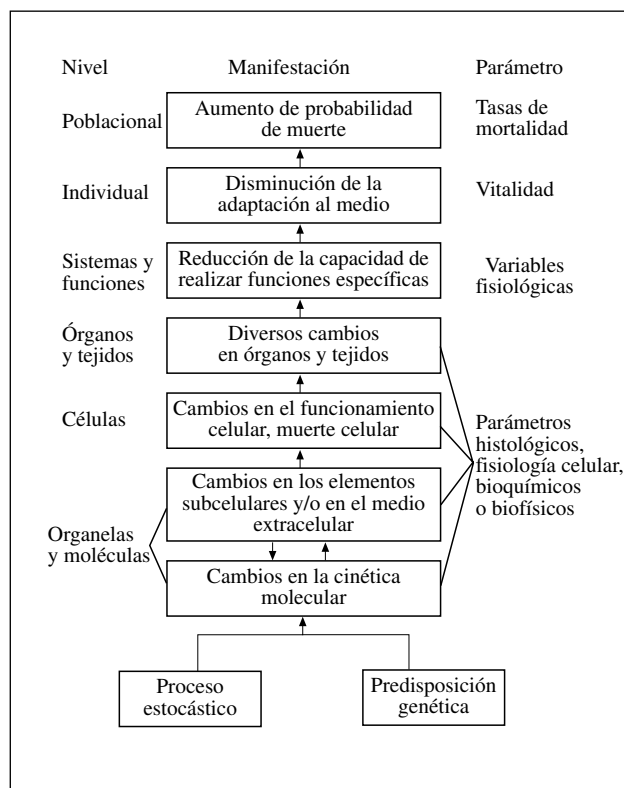 Nivel
Manifestación
Parámetro
Poblacional
Aumento de probabilidad
de muerte
Tasas de
mortalidad
Individual
Disminución de la
adaptación al medio
Vitalidad
Sistemas y
funciones
Reducción de la capacidad de
realizar funciones específicas
Variables
fisiológicas
Órganos
y tejidos
Diversos cambios
en órganos y tejidos
Células
Cambios en el funcionamiento
celular, muerte celular
Parámetros
histológicos,
fisiología celular,
bioquímicos
o biofísicos
Organelas
y moléculas
Cambios en los elementos
subcelulares y/o en el medio
extracelular
Cambios en la cinética
molecular
Proceso
estocástico
Predisposición
genética